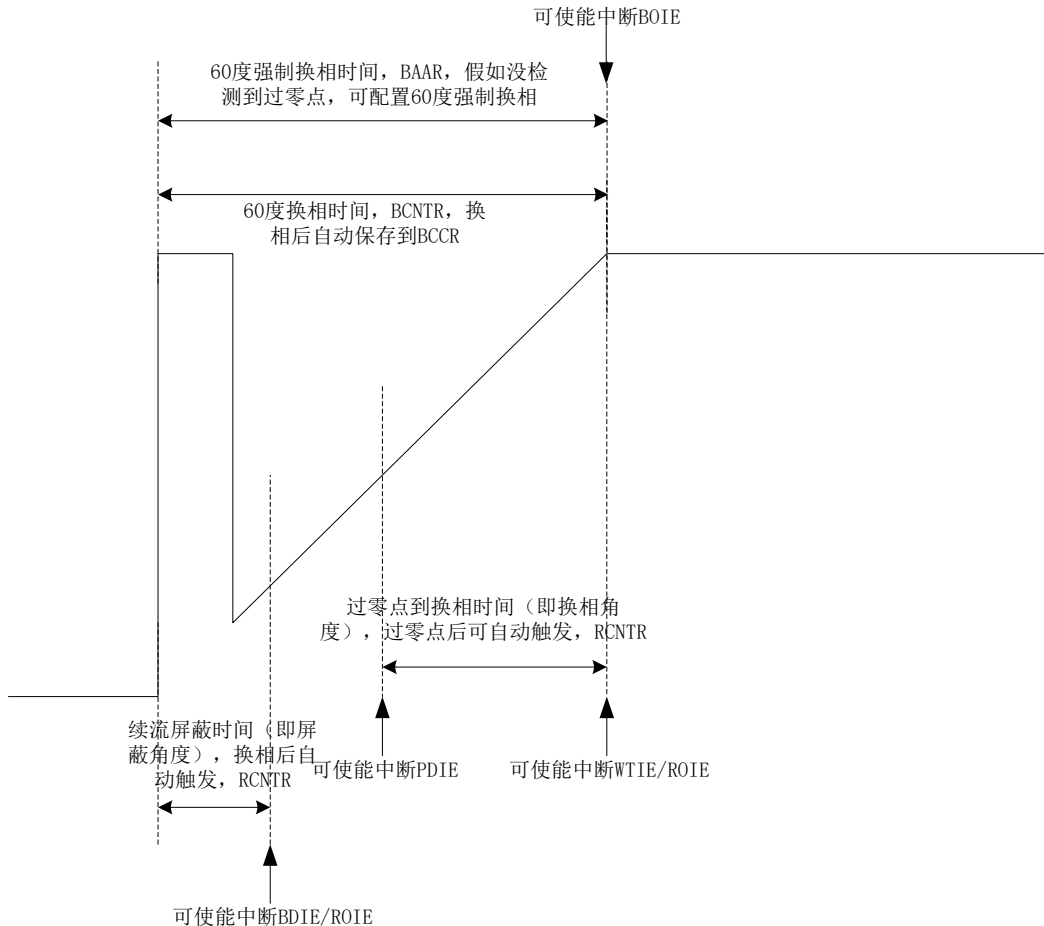 可使能中断BOIE
60度强制换相时间，BAAR，假如没检
测到过零点，可配置60度强制换相
60度换相时间，BCNTR，换
相后自动保存到BCCR
过零点到换相时间（即换相角
度），过零点后可自动触发，RCNTR
续流屏蔽时间（即屏
蔽角度），换相后自
动触发，RCNTR
可使能中断PDIE
可使能中断WTIE/ROIE
可使能中断BDIE/ROIE